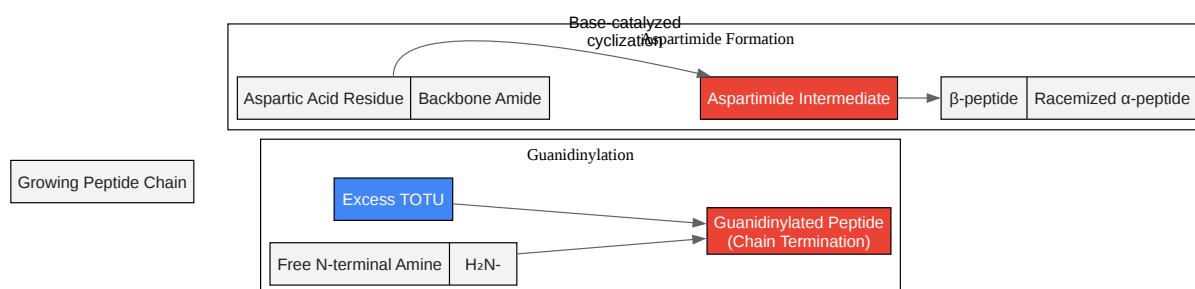 Base-catalyzed
cyclization
Aspartimide Formation
Aspartic Acid Residue
Backbone Amide
Aspartimide Intermediate
β-peptide
Racemized α-peptide
Growing Peptide Chain
Guanidinylation
Excess TOTU
Guanidinylated Peptide
(Chain Termination)
Free N-terminal Amine
H₂N-